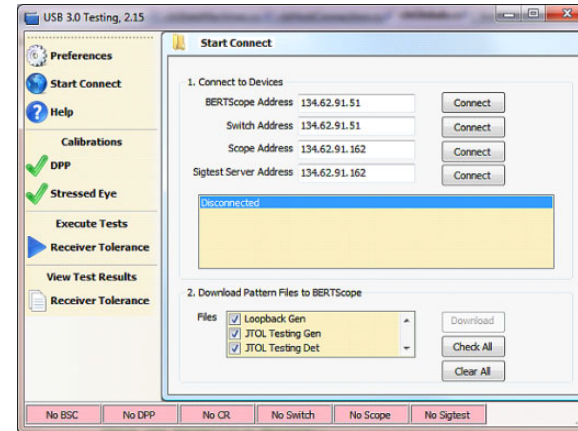 USB 3.0 Testing, 2.15
Preferences
Start Connect
Help
Calibrations
DPP
Stressed Eye
Execute Tests
Receiver Tolerance
View Test Results
Receiver Tolerance
Start Connect
1. Connect to Devices
BERTScope Address 134.62.91.51 Connect
Switch Address 134.62.91.51 Connect
Scope Address 134.62.91.162 Connect
Sigtest Server Address 134.62.91.162 Connect
Disconnected
2. Download Pattern Files to BERTScope
Files Loopback Gen Download
JTOL Testing Gen
JTOL Testing Det Check All
Clear All
No BSC No DPP No CR No Switch No Scope No Sigtest